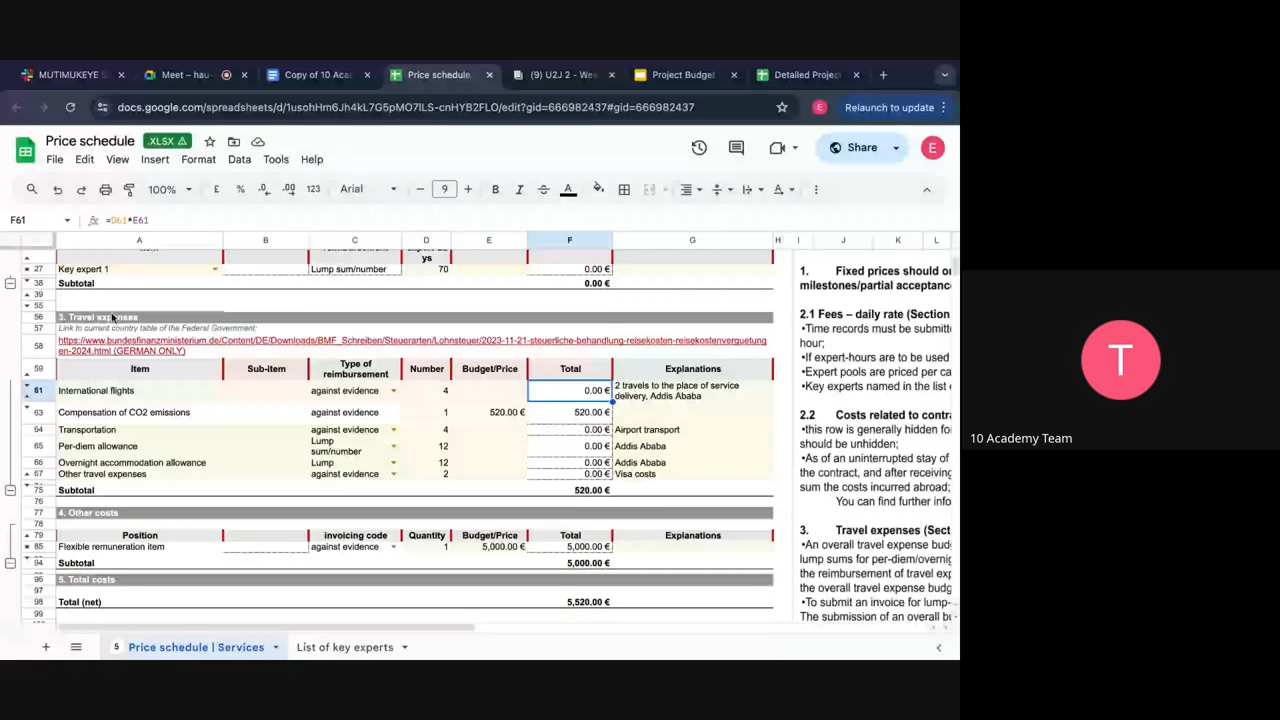 MUTIMUKEYE S
Meet – hau-
Copy of 10 Aca
Price schedule
(9) U2J 2 - Wee
Project Budget
Detailed Projec
docs.google.com/spreadsheets/d/1usohHm6Jh4kL7G5pMO7lLS-cnHYB2FLO/edit?gid=666982437#gid=666982437
E
Relaunch to update
Price schedule
.XLSX
File Edit View Insert Format Data Tools Help
Share
E
100% £ % .0 .00 123 Arial − 9 + B I A
F61
fx =D61*E61
A B C D E F G H I J K L
ys
27 Key expert 1 Lump sum/number 70 0.00 €
38 Subtotal 0.00 €
39
55
56 3. Travel expenses
57 Link to current country table of the Federal Government:
58 https://www.bundesfinanzministerium.de/Content/DE/Downloads/BMF_Schreiben/Steuerarten/Lohnsteuer/2023-11-21-steuerliche-behandlung-reisekosten-reisekostenverguetung
en-2024.html (GERMAN ONLY)
59 Item Sub-item Type of reimbursement Number Budget/Price Total Explanations
61 International flights against evidence 4 0.00 € 2 travels to the place of service
delivery, Addis Ababa
63 Compensation of CO2 emissions against evidence 1 520.00 € 520.00 €
64 Transportation against evidence 4 0.00 € Airport transport
65 Per-diem allowance Lump sum/number 12 0.00 € Addis Ababa
66 Overnight accommodation allowance Lump 12 0.00 € Addis Ababa
67 Other travel expenses against evidence 2 0.00 € Visa costs
75 Subtotal 520.00 €
76
77 4. Other costs
78
79 Position invoicing code Quantity Budget/Price Total Explanations
85 Flexible remuneration item against evidence 1 5,000.00 € 5,000.00 €
94 Subtotal 5,000.00 €
96 5. Total costs
97
98 Total (net) 5,520.00 €
99
1. Fixed prices should o
milestones/partial acceptanc
2.1 Fees – daily rate (Section
•Time records must be submitt
hour;
•If expert-hours are to be used
•Expert pools are priced per ca
•Key experts named in the list
2.2 Costs related to contra
•this row is generally hidden fo
should be unhidden;
•As of an uninterrupted stay of
the contract, and after receiving
sum the costs incurred abroad;
You can find further info
3. Travel expenses (Sect
•An overall travel expense budg
lump sums for per-diem/overnig
the reimbursement of travel exp
the overall travel expense budg
•To submit an invoice for lump-
The submission of an overall bu
5 Price schedule | Services
List of key experts
T
10 Academy Team